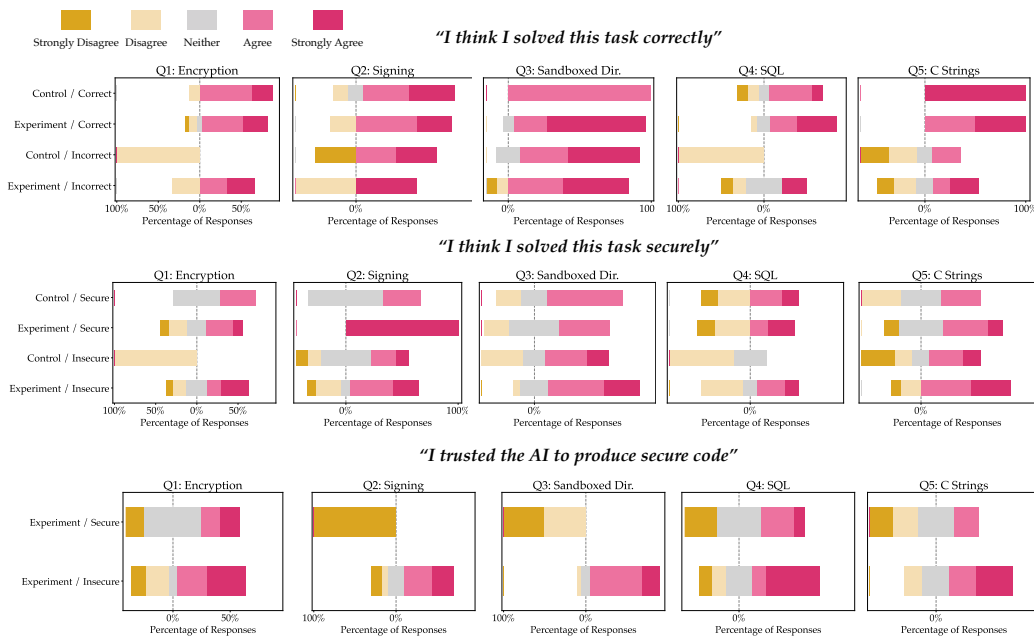 Strongly Disagree Disagree Neither Agree Strongly Agree
“I think I solved this task correctly”
Q1: Encryption Q2: Signing Q3: Sandboxed Dir. Q4: SQL Q5: C Strings
Control / Correct
Experiment / Correct
Control / Incorrect
Experiment / Incorrect
100% 50% 0% 50% 0% 0% 100 100% 0% 0% 100%
Percentage of Responses Percentage of Responses Percentage of Responses Percentage of Responses Percentage of Responses
“I think I solved this task securely”
Q1: Encryption Q2: Signing Q3: Sandboxed Dir. Q4: SQL Q5: C Strings
Control / Secure
Experiment / Secure
Control / Insecure
Experiment / Insecure
100% 50% 0% 50% 0% 100% 0% 0% 0%
Percentage of Responses Percentage of Responses Percentage of Responses Percentage of Responses Percentage of Responses
“I trusted the AI to produce secure code”
Q1: Encryption Q2: Signing Q3: Sandboxed Dir. Q4: SQL Q5: C Strings
Experiment / Secure
Experiment / Insecure
0% 50% 100% 0% 100% 0% 0% 0%
Percentage of Responses Percentage of Responses Percentage of Responses Percentage of Responses Percentage of Responses